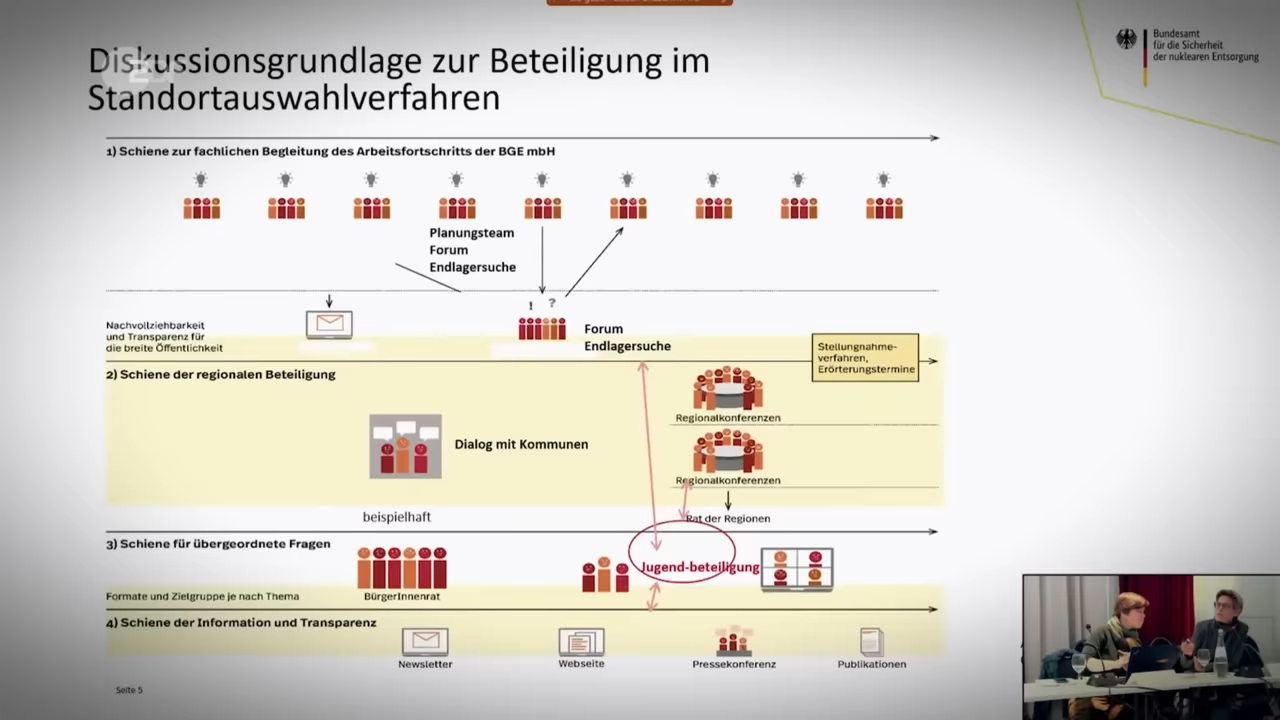 Diskussionsgrundlage zur Beteiligung im
Standortauswahlverfahren
Bundesamt
für die Sicherheit
der nuklearen Entsorgung
1) Schiene zur fachlichen Begleitung des Arbeitsfortschritts der BGE mbH
Planungsteam
Forum
Endlagersuche
! ?
Nachvollziehbarkeit
und Transparenz für
die breite Öffentlichkeit
Forum
Endlagersuche
Stellungnahme-
verfahren,
Erörterungstermine
2) Schiene der regionalen Beteiligung
Regionalkonferenzen
Dialog mit Kommunen
Regionalkonferenzen
beispielhaft
Rat der Regionen
3) Schiene für übergeordnete Fragen
Jugend-beteiligung
Formate und Zielgruppe je nach Thema
BürgerInnenrat
4) Schiene der Information und Transparenz
Newsletter
Webseite
Pressekonferenz
Publikationen
Seite 5